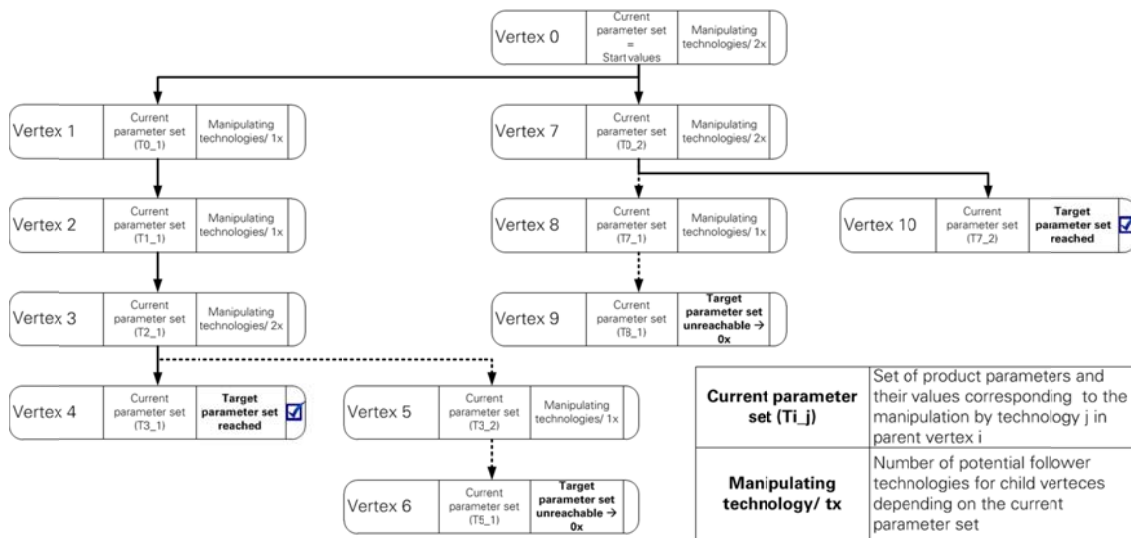 Vertex 0
Current
parameter set
=
Start values
Manipulating
technologies/ 2x
Vertex 1
Current
parameter set
(T0_1)
Manipulating
technologies/ 1x
Vertex 7
Current
parameter set
(T0_2)
Manipulating
technologies/ 2x
Vertex 2
Current
parameter set
(T1_1)
Manipulating
technologies/ 1x
Vertex 8
Current
parameter set
(T7_1)
Manipulating
technologies/ 1x
Vertex 10
Current
parameter set
(T7_2)
Target
parameter set
reached
Vertex 3
Current
parameter set
(T2_1)
Manipulating
technologies/ 2x
Vertex 9
Current
parameter set
(T8_1)
Target
parameter set
unreachable →
0x
Vertex 4
Current
parameter set
(T3_1)
Target
parameter set
reached
Vertex 5
Current
parameter set
(T3_2)
Manipulating
technologies/ 1x
Vertex 6
Current
parameter set
(T5_1)
Target
parameter set
unreachable →
0x
Current parameter
set (Ti_j)
Set of product parameters and
their values corresponding to the
manipulation by technology j in
parent vertex i
Manipulating
technology/ tx
Number of potential follower
technologies for child verteces
depending on the current
parameter set